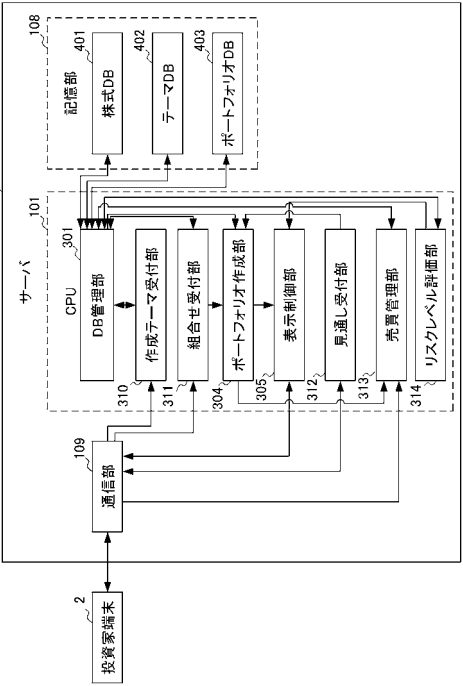 サーバ
101
CPU
301
DB管理部
作成テーマ受付部
310
組合せ受付部
311
ポートフォリオ作成部
304
表示制御部
305
見通し受付部
312
売買管理部
313
リスクレベル評価部
314
108
記憶部
401
株式DB
402
テーマDB
403
ポートフォリオDB
109
通信部
2
投資家端末